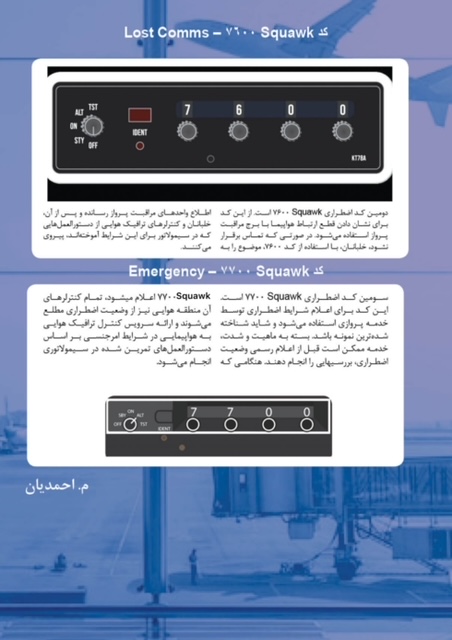 کد Squawk ۷۶۰۰ – Lost Comms
TST
ALT
ON
STY
OFF
IDENT
7 6 0 0
KT78A
دومین کد اضطراری Squawk ۷۶۰۰ است. از این کد
برای نشان دادن قطع ارتباط هواپیما با برج مراقبت
پرواز استفاده می‌شود. در صورتی که تماس برقرار
نشود، خلبانان، با استفاده از کد ۷۶۰۰، موضوع را به
اطلاع واحدهای مراقبت پرواز رسانده و پس از آن،
خلبانان و کنترلرهای ترافیک هوایی از دستورالعمل‌هایی
که در سیمولاتور برای این شرایط آموخته‌اند، پیروی
می‌کنند.
کد Squawk ۷۷۰۰ – Emergency
سومین کد اضطراری Squawk ۷۷۰۰ است.
این کد برای اعلام شرایط اضطراری توسط
خدمه پروازی استفاده می‌شود و شاید شناخته
شده‌ترین نمونه باشد. بسته به ماهیت و شدت،
خدمه ممکن است قبل از اعلام رسمی وضعیت
اضطراری، بررسیهایی را انجام دهند. هنگامی که
Squawk۷۷۰۰ اعلام میشود، تمام کنترلرهای
آن منطقه هوایی نیز از وضعیت اضطراری مطلع
می‌شوند و ارائه سرویس کنترل ترافیک هوایی
به هواپیمایی در شرایط امرجنسی بر اساس
دستورالعمل‌های تمرین شده در سیمولاتوری
انجام می‌شود.
ON
SBY ALT
OFF TST
IDENT
7 7 0 0
م. احمدیان